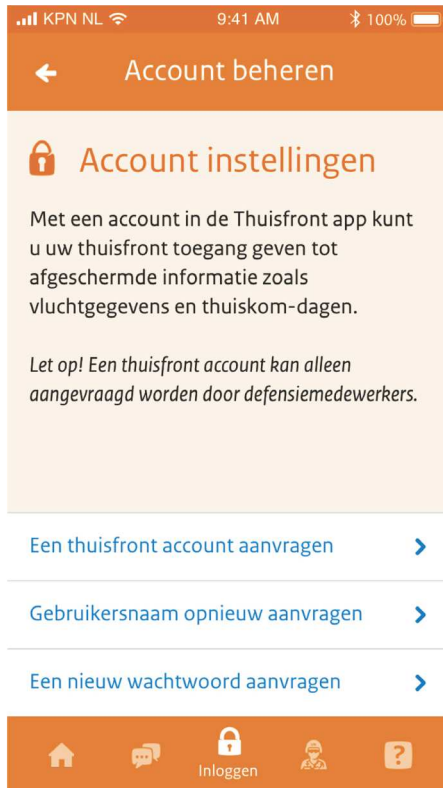 KPN NL 9:41 AM 100%
Account beheren
Account instellingen
Met een account in de Thuisfront app kunt
u uw thuisfront toegang geven tot
afgeschermde informatie zoals
vluchtgegevens en thuiskom-dagen.
Let op! Een thuisfront account kan alleen
aangevraagd worden door defensiemedewerkers.
Een thuisfront account aanvragen
Gebruikersnaam opnieuw aanvragen
Een nieuw wachtwoord aanvragen
Inloggen
?